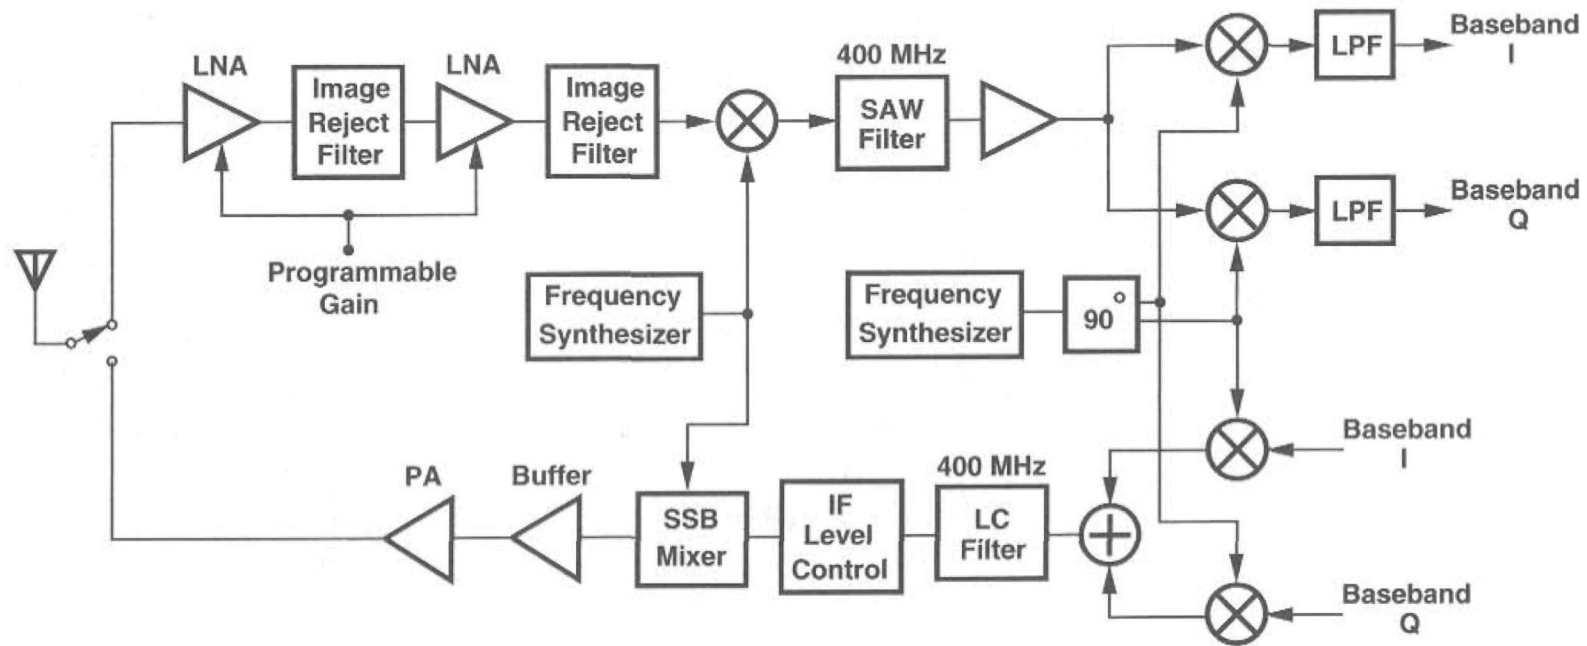 Baseband
I
LPF
400 MHz
LNA
LNA
Image
Reject
Filter
Image
Reject
Filter
SAW
Filter
Baseband
Q
LPF
Programmable
Gain
Frequency
Synthesizer
Frequency
Synthesizer
90°
Baseband
I
400 MHz
PA
Buffer
SSB
Mixer
IF
Level
Control
LC
Filter
Baseband
Q